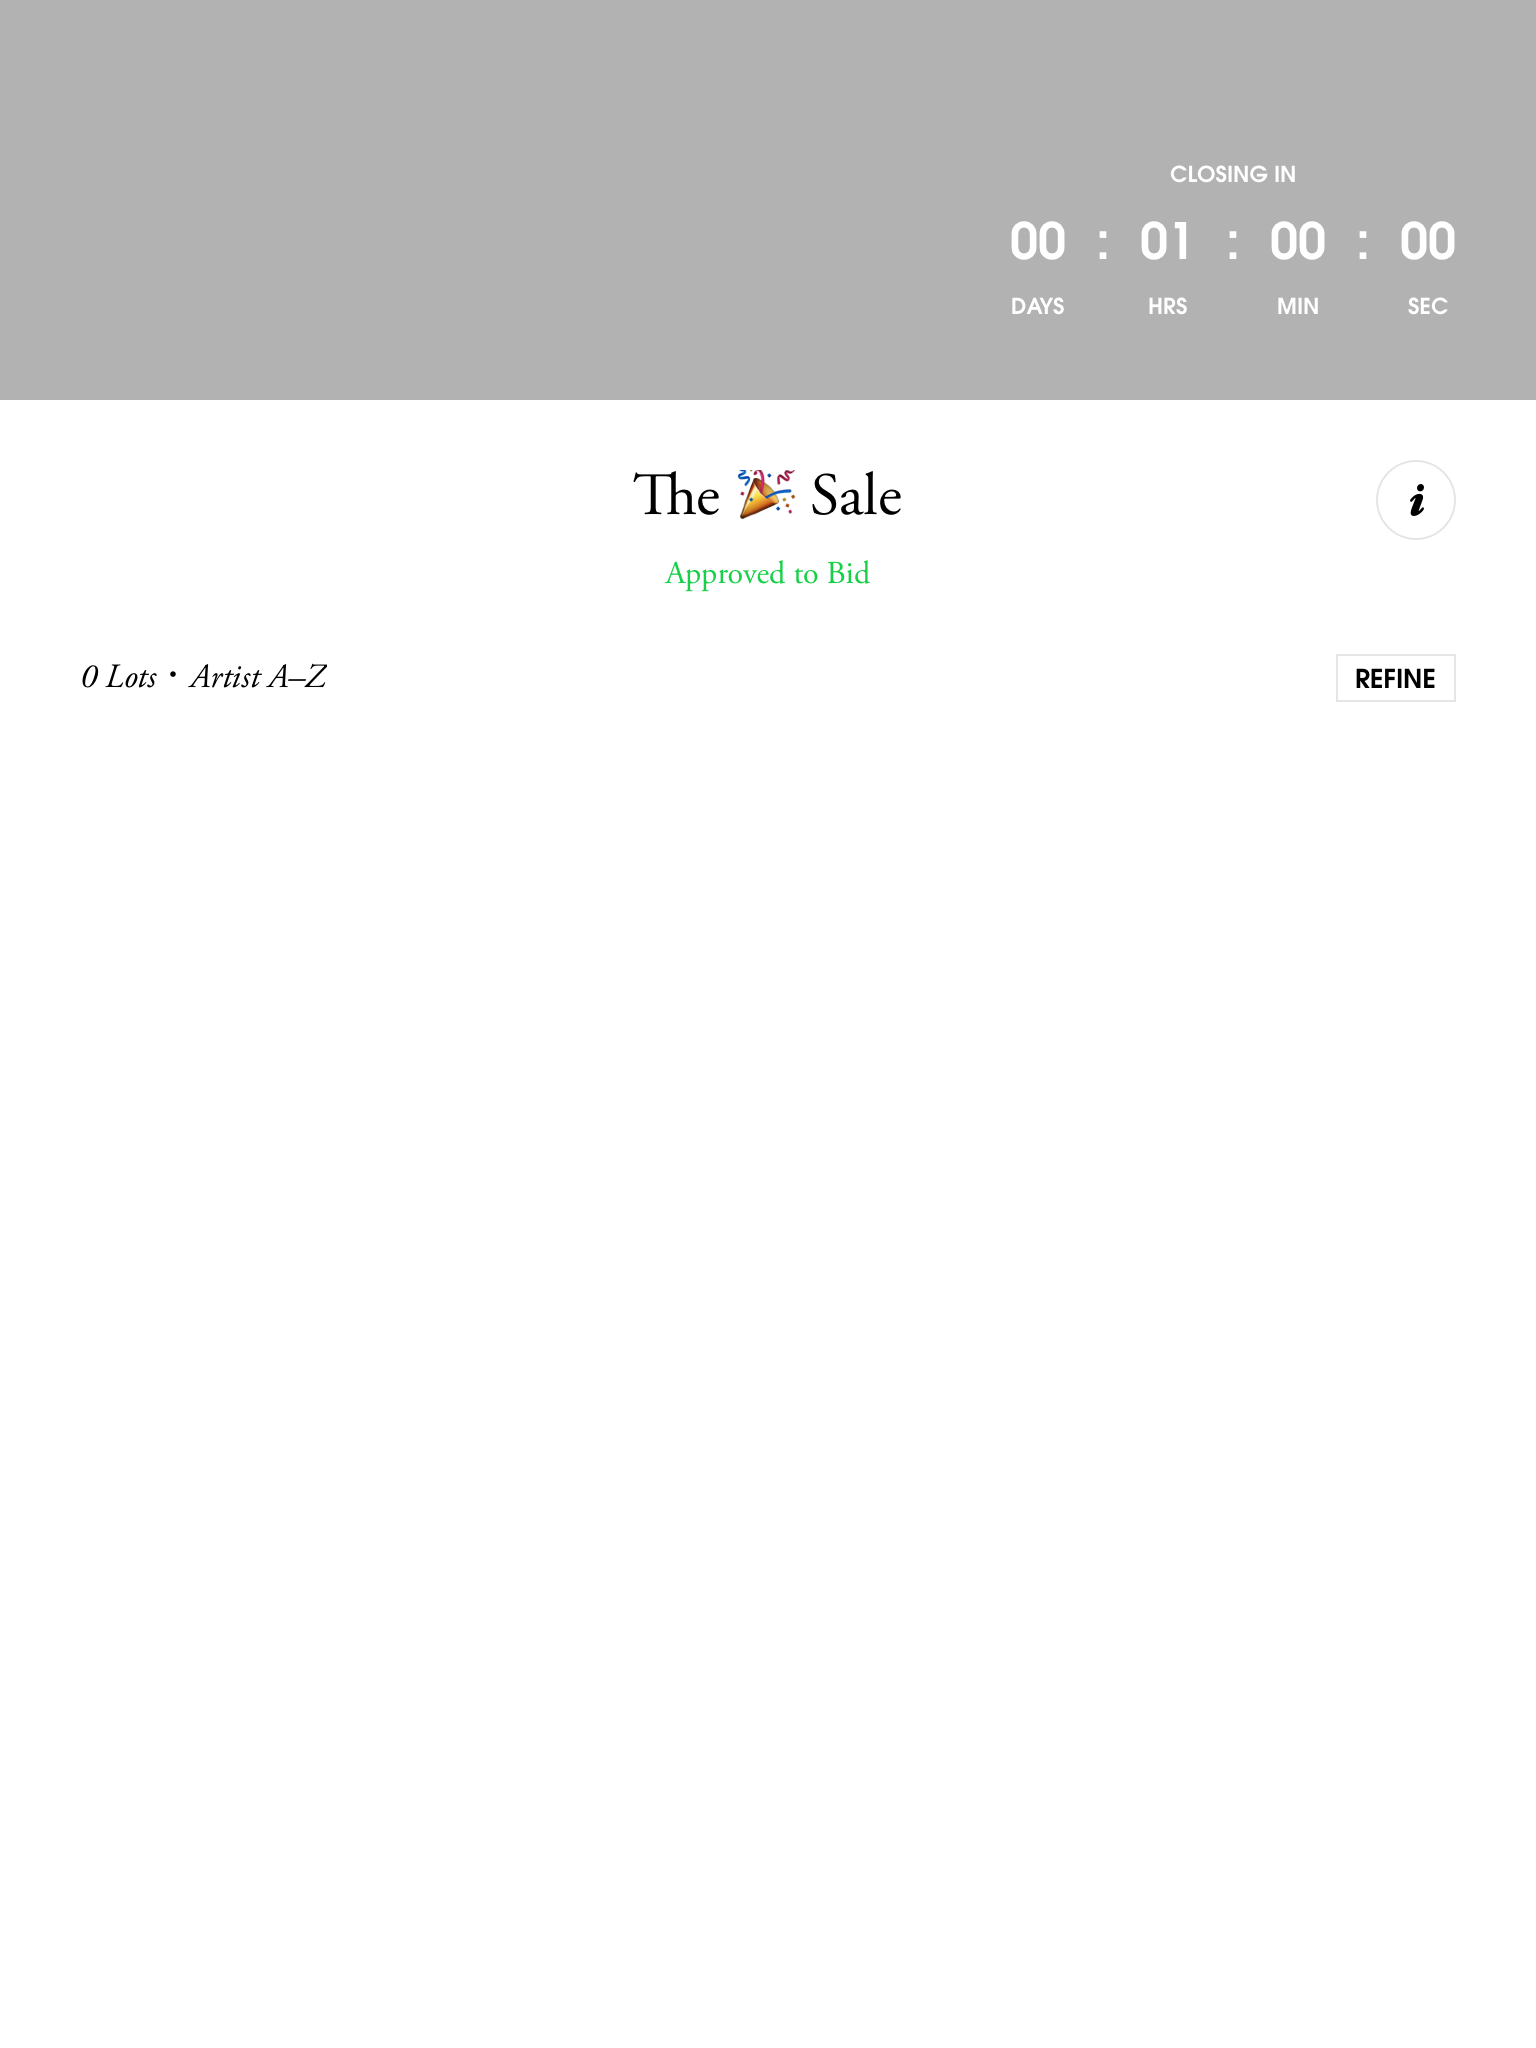 CLOSING IN
00 : 01 : 00 : 00
DAYS HRS MIN SEC
The 🎉 Sale
i
Approved to Bid
0 Lots • Artist A–Z
REFINE